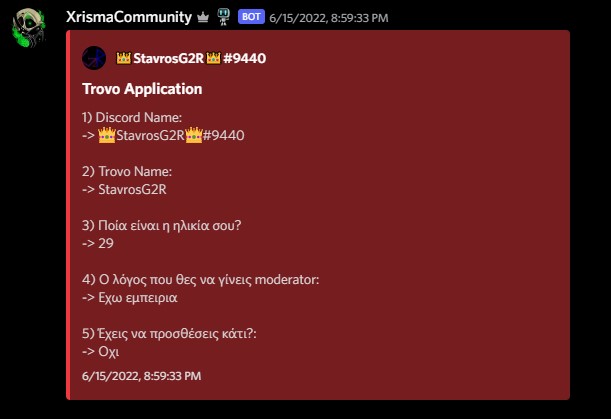 XrismaCommunity BOT 6/15/2022, 8:59:33 PM
👑StavrosG2R👑#9440
Trovo Application
1) Discord Name:
-> 👑StavrosG2R👑#9440
2) Trovo Name:
-> StavrosG2R
3) Ποία είναι η ηλικία σου?
-> 29
4) Ο λόγος που θες να γίνεις moderator:
-> Εχω εμπειρια
5) Έχεις να προσθέσεις κάτι?:
-> Οχι
6/15/2022, 8:59:33 PM